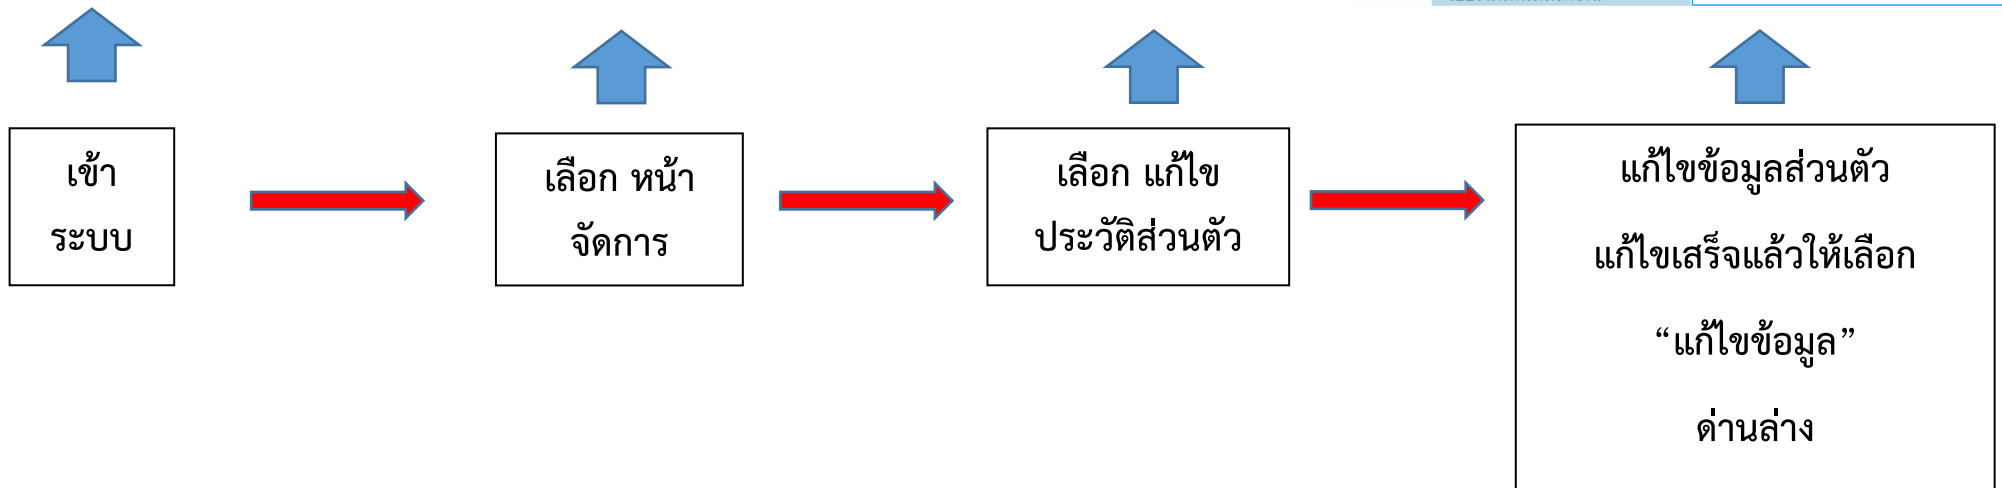 เข้า
ระบบ
เลือก หน้า
จัดการ
เลือก แก้ไข
ประวัติส่วนตัว
แก้ไขข้อมูลส่วนตัว
แก้ไขเสร็จแล้วให้เลือก
“แก้ไขข้อมูล”
ด่านล่าง